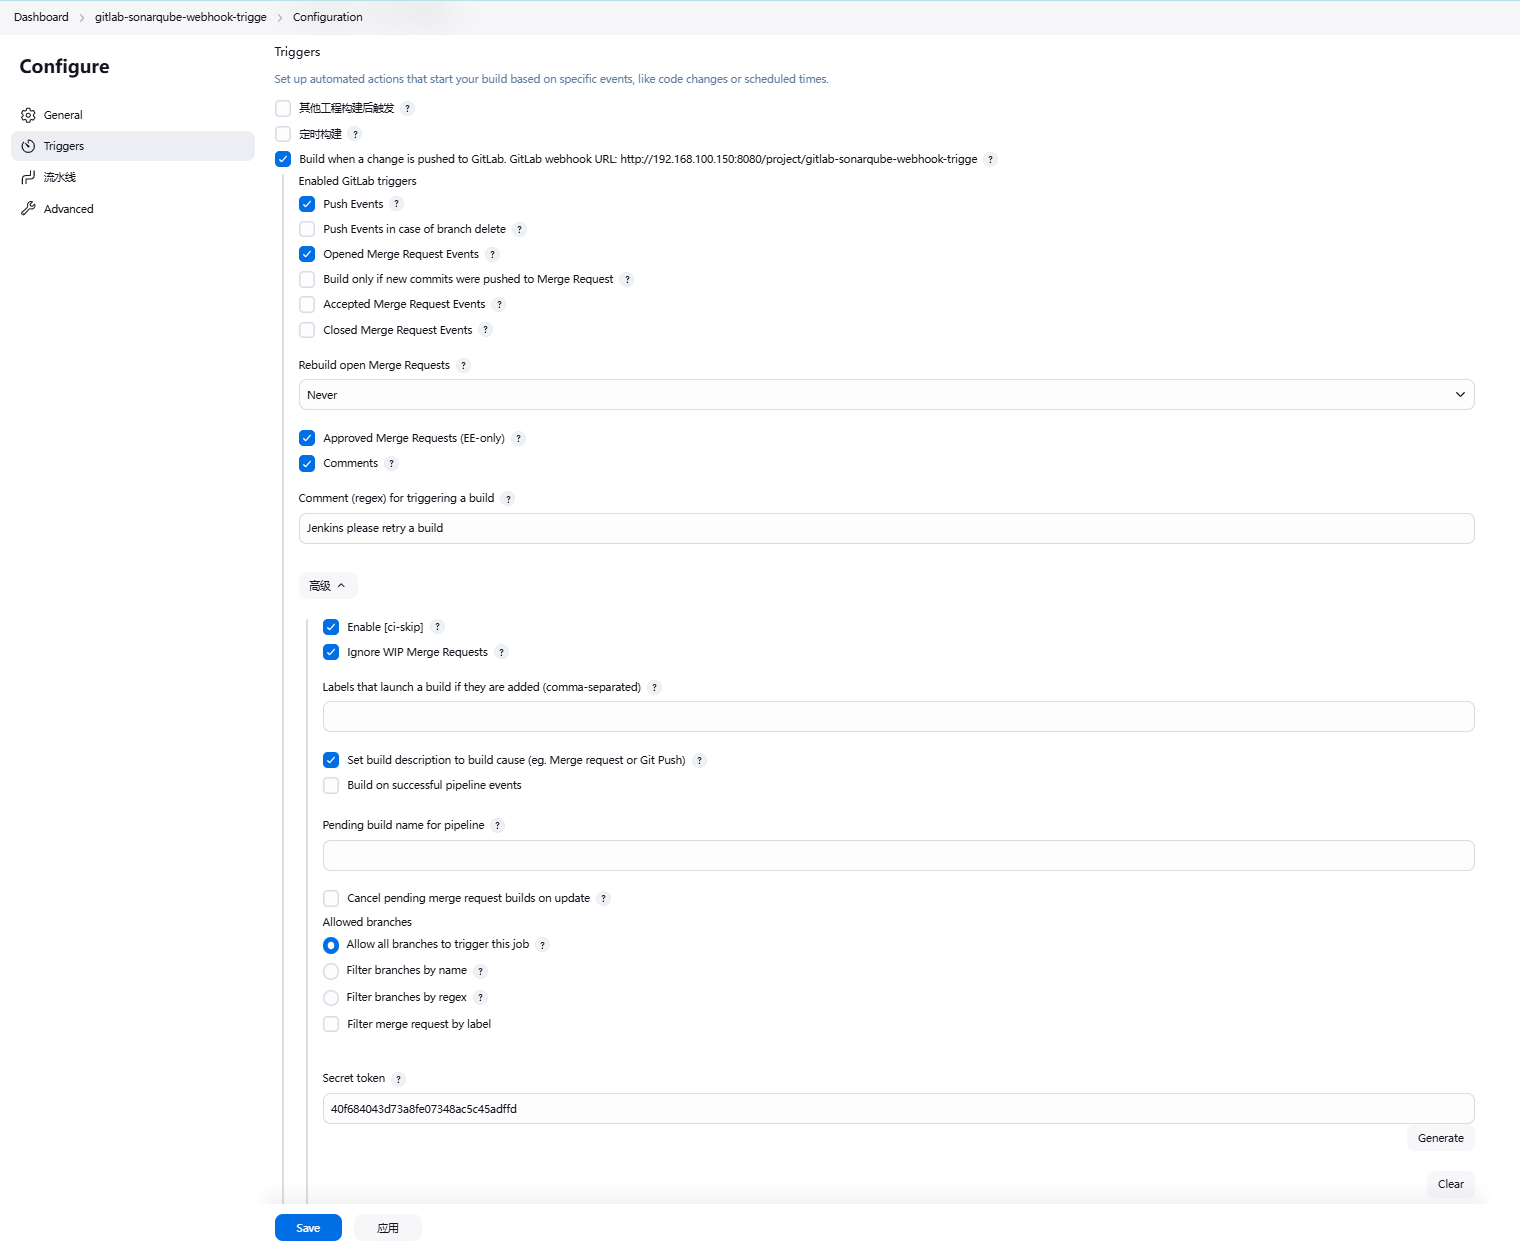 Dashboard > gitlab-sonarqube-webhook-trigge > Configuration
Configure
General
Triggers
流水线
Advanced
Triggers
Set up automated actions that start your build based on specific events, like code changes or scheduled times.
其他工程构建后触发 ?
定时构建 ?
Build when a change is pushed to GitLab. GitLab webhook URL: http://192.168.100.150:8080/project/gitlab-sonarqube-webhook-trigge ?
Enabled GitLab triggers
Push Events ?
Push Events in case of branch delete ?
Opened Merge Request Events ?
Build only if new commits were pushed to Merge Request ?
Accepted Merge Request Events ?
Closed Merge Request Events ?
Rebuild open Merge Requests ?
Never
Approved Merge Requests (EE-only) ?
Comments ?
Comment (regex) for triggering a build ?
Jenkins please retry a build
高级
Enable [ci-skip] ?
Ignore WIP Merge Requests ?
Labels that launch a build if they are added (comma-separated) ?
Set build description to build cause (eg. Merge request or Git Push) ?
Build on successful pipeline events
Pending build name for pipeline ?
Cancel pending merge request builds on update ?
Allowed branches
Allow all branches to trigger this job ?
Filter branches by name ?
Filter branches by regex ?
Filter merge request by label
Secret token ?
40f684043d73a8fe07348ac5c45adffd
Generate
Clear
Save
应用